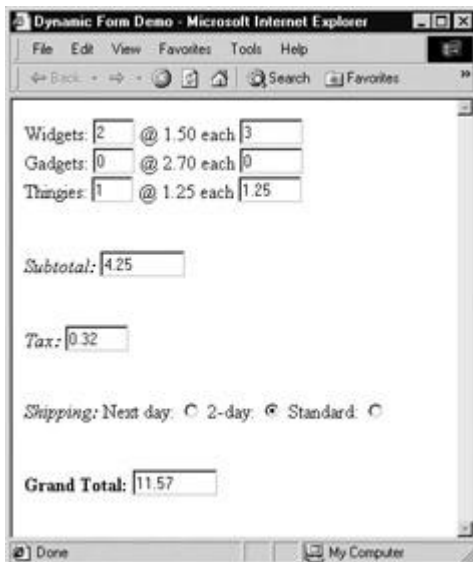 Dynamic Form Demo - Microsoft Internet Explorer
File Edit View Favorites Tools Help
Back Search Favorites »
Widgets: 2 @ 1.50 each 3
Gadgets: 0 @ 2.70 each 0
Thingies: 1 @ 1.25 each 1.25
Subtotal: 4.25
Tax: 0.32
Shipping: Next day: 2-day: Standard:
Grand Total: 11.57
Done My Computer